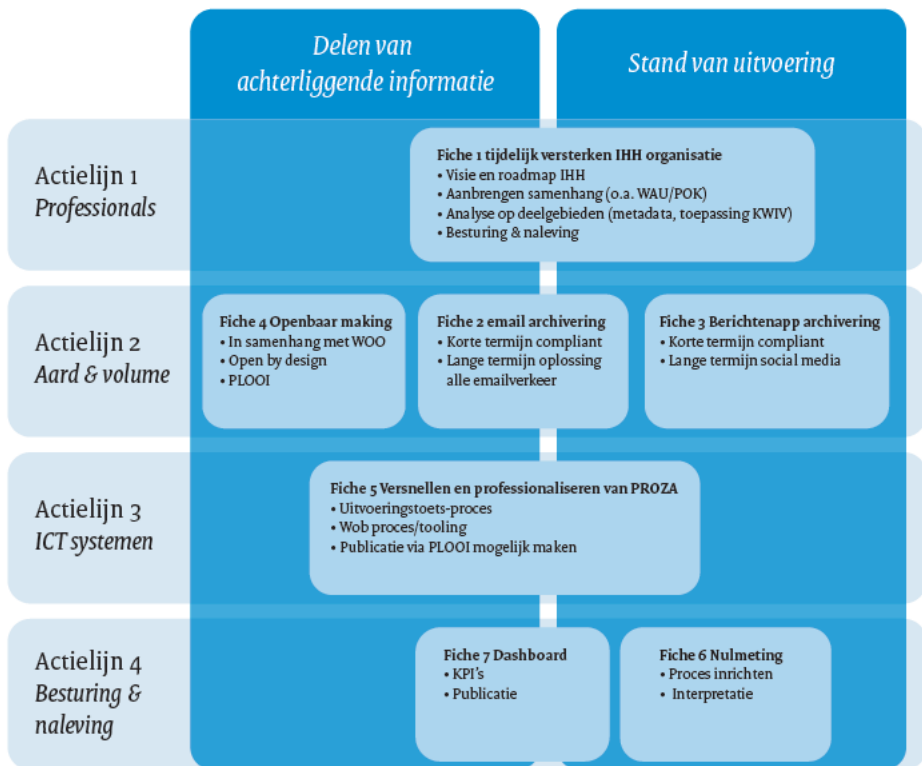 Delen van
achterliggende informatie
Stand van uitvoering
Actielijn 1
Professionals
Fiche 1 tijdelijk versterken IHH organisatie
• Visie en roadmap IHH
• Aanbrengen samenhang (o.a. WAU/POK)
• Analyse op deelgebieden (metadata, toepassing KWIV)
• Besturing & naleving
Actielijn 2
Aard & volume
Fiche 4 Openbaar making
• In samenhang met WOO
• Open by design
• PLOOI
Fiche 2 email archivering
• Korte termijn compliant
• Lange termijn oplossing
alle emailverkeer
Fiche 3 Berichtenapp archivering
• Korte termijn compliant
• Lange termijn social media
Actielijn 3
ICT systemen
Fiche 5 Versnellen en professionaliseren van PROZA
• Uitvoeringstoets-proces
• Wob proces/tooling
• Publicatie via PLOOI mogelijk maken
Actielijn 4
Besturing &
naleving
Fiche 7 Dashboard
• KPI's
• Publicatie
Fiche 6 Nulmeting
• Proces inrichten
• Interpretatie